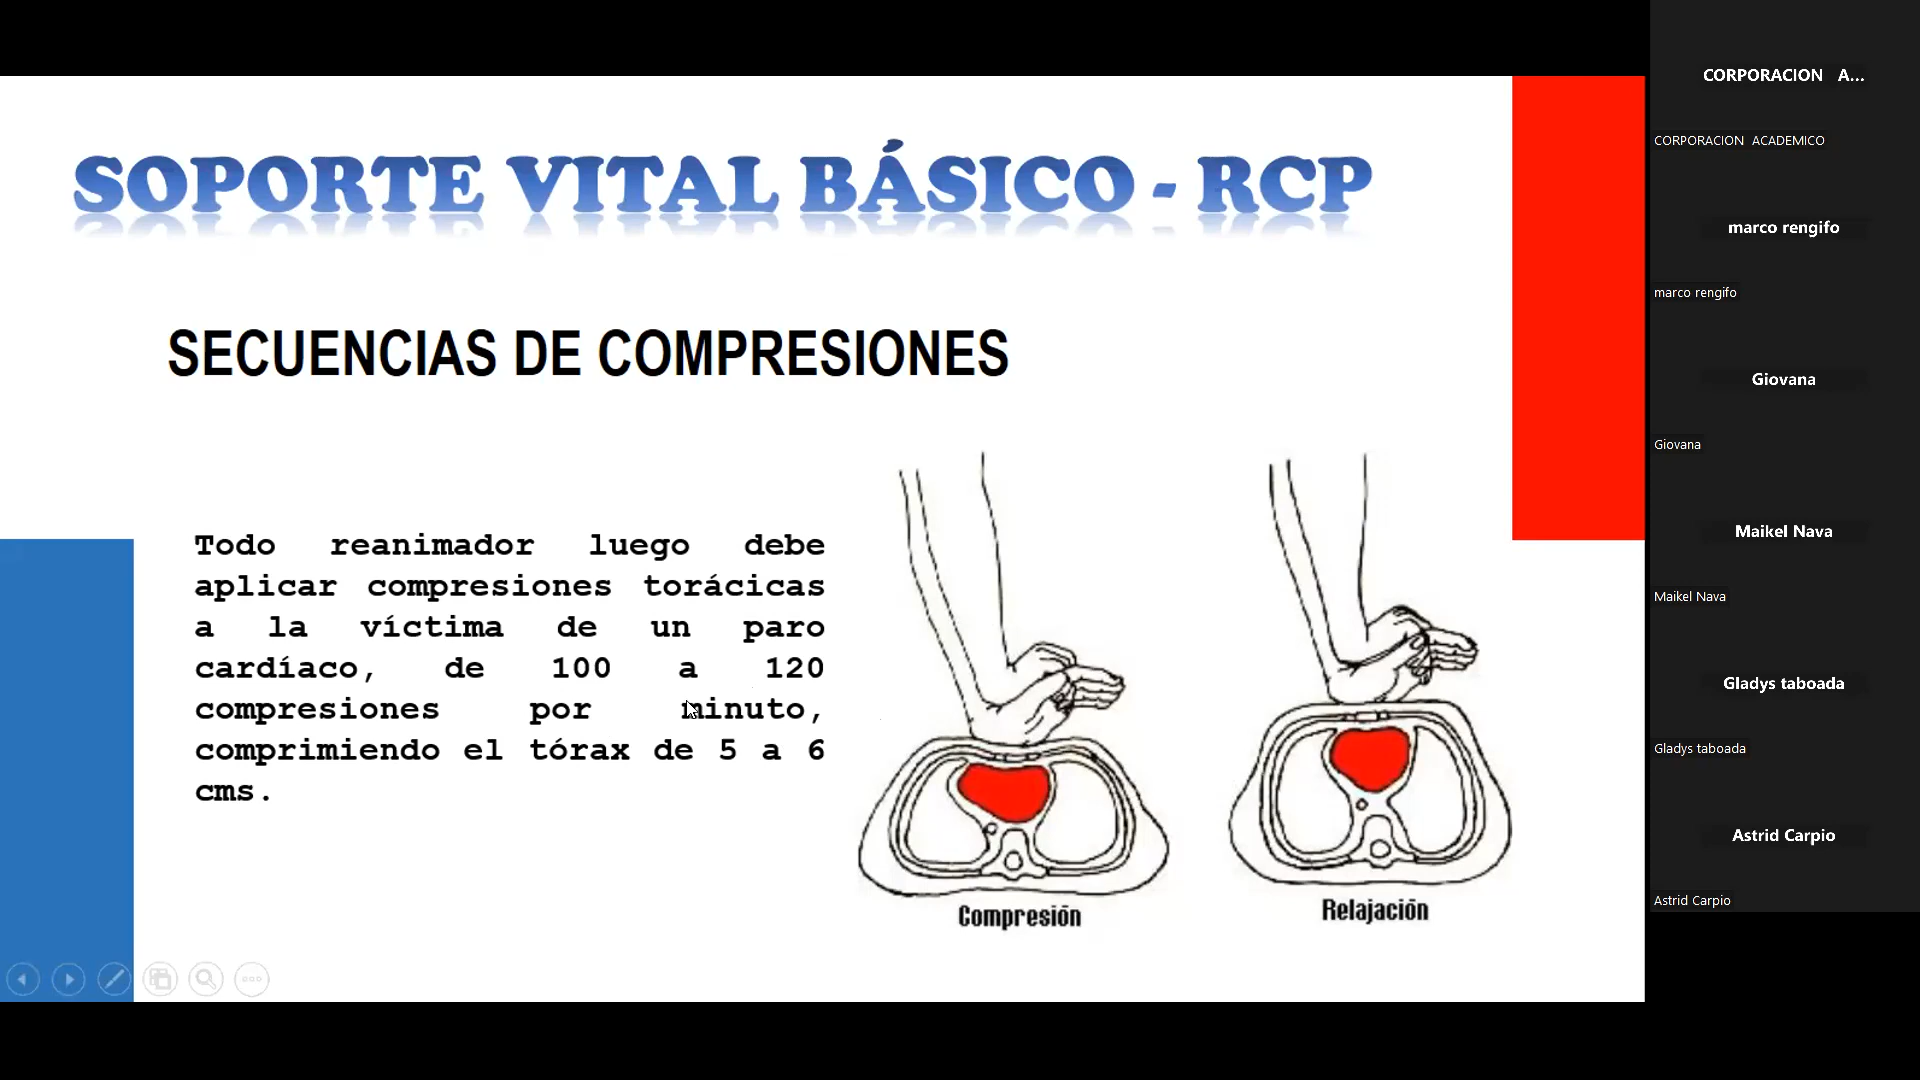 SOPORTE VITAL BÁSICO - RCP
SECUENCIAS DE COMPRESIONES
Todo reanimador luego debe
aplicar compresiones torácicas
a la víctima de un paro
cardíaco, de 100 a 120
compresiones por minuto,
comprimiendo el tórax de 5 a 6
cms.
Compresión
Relajación
CORPORACION A...
CORPORACION ACADEMICO
marco rengifo
marco rengifo
Giovana
Giovana
Maikel Nava
Maikel Nava
Gladys taboada
Gladys taboada
Astrid Carpio
Astrid Carpio